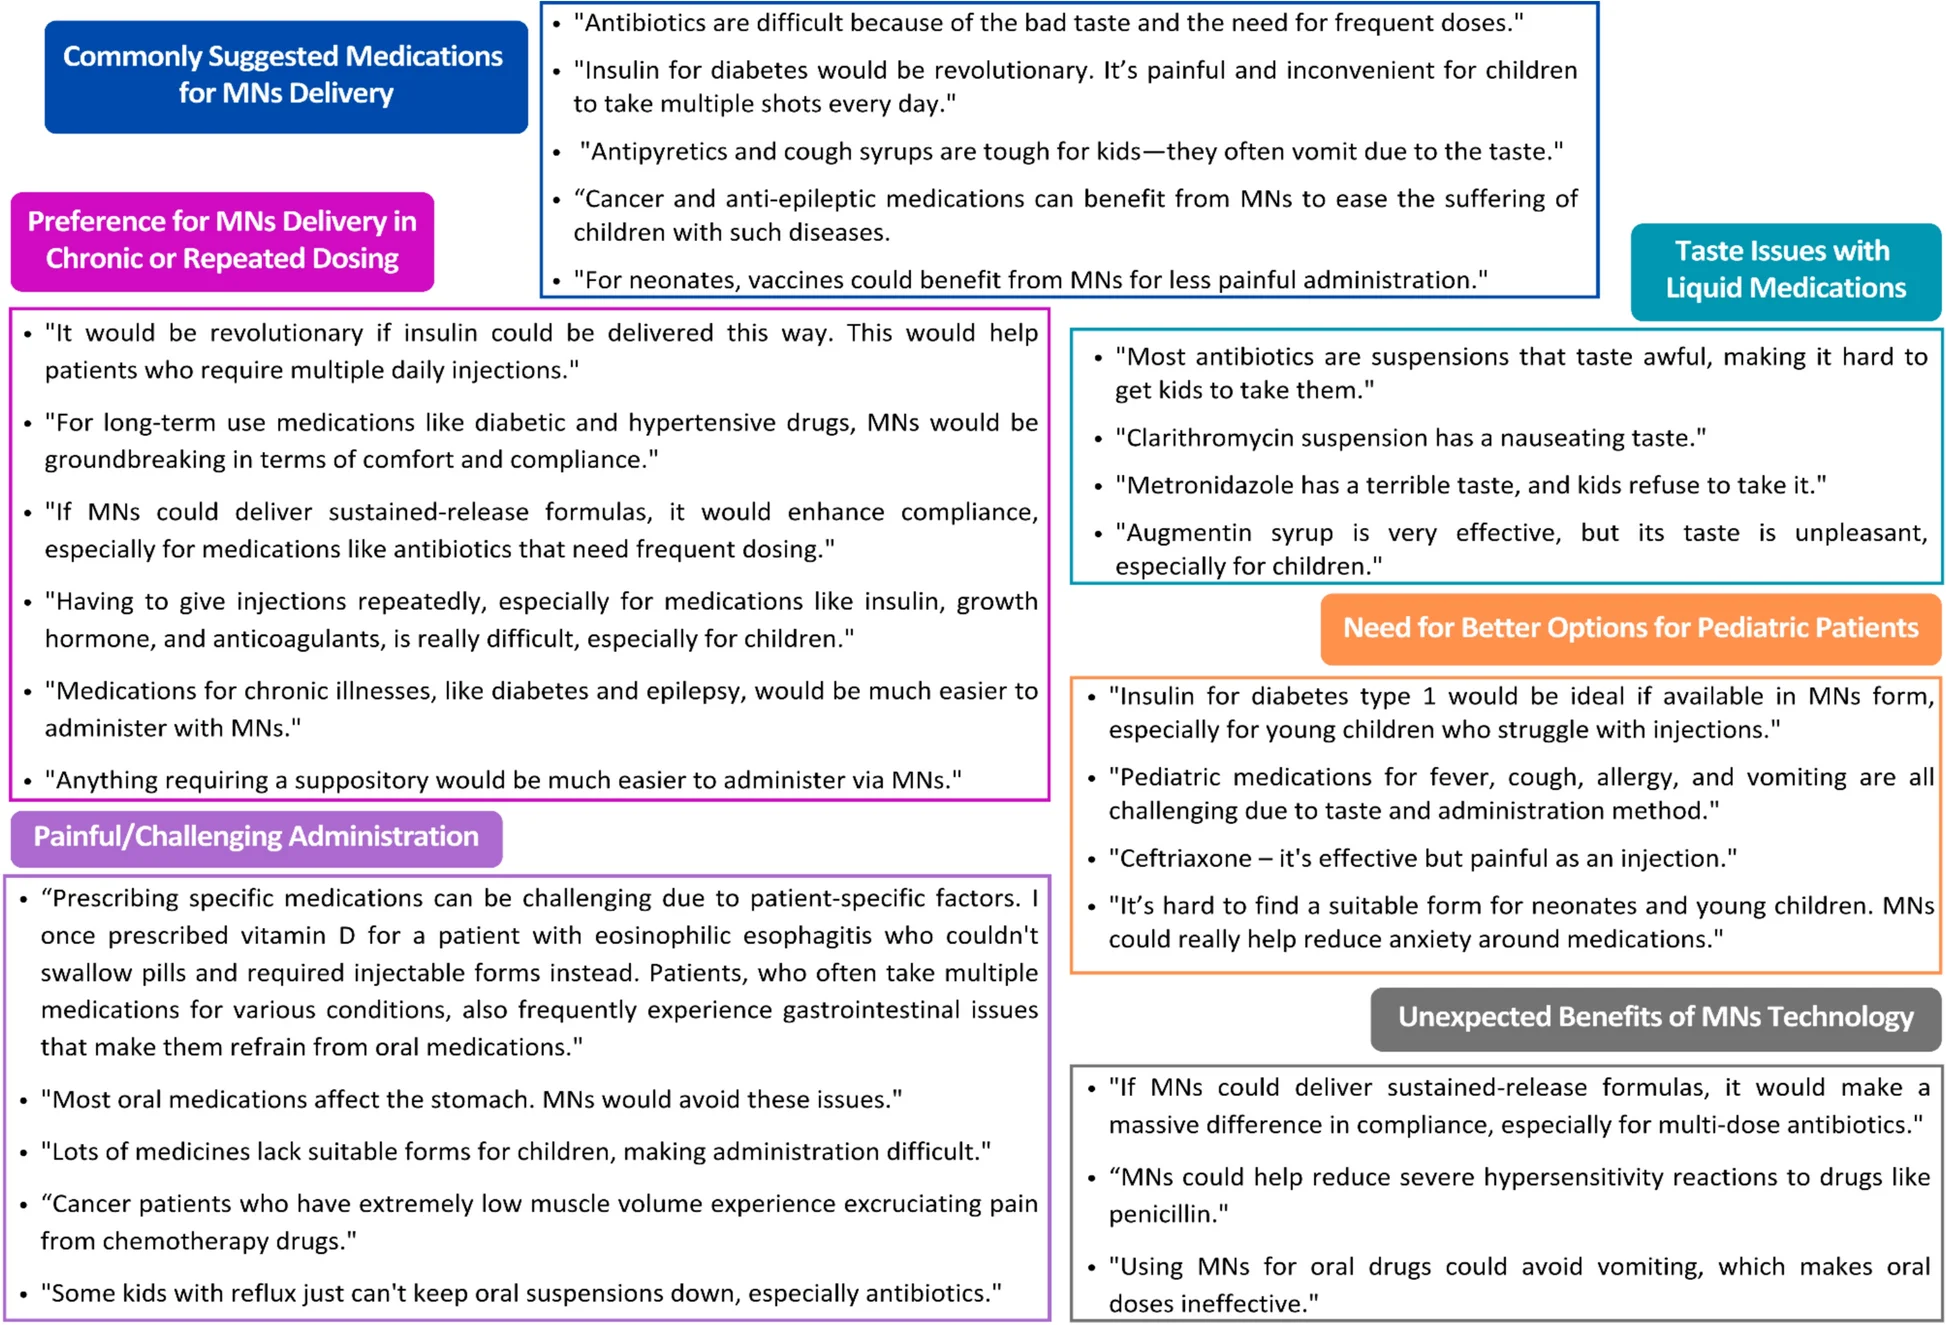 Commonly Suggested Medications
for MNs Delivery
• "Antibiotics are difficult because of the bad taste and the need for frequent doses."
• "Insulin for diabetes would be revolutionary. It’s painful and inconvenient for children
to take multiple shots every day."
• "Antipyretics and cough syrups are tough for kids—they often vomit due to the taste."
• “Cancer and anti-epileptic medications can benefit from MNs to ease the suffering of
children with such diseases.
• "For neonates, vaccines could benefit from MNs for less painful administration."
Preference for MNs Delivery in
Chronic or Repeated Dosing
• "It would be revolutionary if insulin could be delivered this way. This would help
patients who require multiple daily injections."
• "For long-term use medications like diabetic and hypertensive drugs, MNs would be
groundbreaking in terms of comfort and compliance."
• "If MNs could deliver sustained-release formulas, it would enhance compliance,
especially for medications like antibiotics that need frequent dosing."
• "Having to give injections repeatedly, especially for medications like insulin, growth
hormone, and anticoagulants, is really difficult, especially for children."
• "Medications for chronic illnesses, like diabetes and epilepsy, would be much easier to
administer with MNs."
• "Anything requiring a suppository would be much easier to administer via MNs."
Painful/Challenging Administration
• “Prescribing specific medications can be challenging due to patient-specific factors. I
once prescribed vitamin D for a patient with eosinophilic esophagitis who couldn't
swallow pills and required injectable forms instead. Patients, who often take multiple
medications for various conditions, also frequently experience gastrointestinal issues
that make them refrain from oral medications."
• "Most oral medications affect the stomach. MNs would avoid these issues."
• "Lots of medicines lack suitable forms for children, making administration difficult."
• “Cancer patients who have extremely low muscle volume experience excruciating pain
from chemotherapy drugs."
• "Some kids with reflux just can't keep oral suspensions down, especially antibiotics."
Taste Issues with
Liquid Medications
• "Most antibiotics are suspensions that taste awful, making it hard to
get kids to take them."
• "Clarithromycin suspension has a nauseating taste."
• "Metronidazole has a terrible taste, and kids refuse to take it."
• "Augmentin syrup is very effective, but its taste is unpleasant,
especially for children."
Need for Better Options for Pediatric Patients
• "Insulin for diabetes type 1 would be ideal if available in MNs form,
especially for young children who struggle with injections."
• "Pediatric medications for fever, cough, allergy, and vomiting are all
challenging due to taste and administration method."
• "Ceftriaxone – it's effective but painful as an injection."
• "It’s hard to find a suitable form for neonates and young children. MNs
could really help reduce anxiety around medications."
Unexpected Benefits of MNs Technology
• "If MNs could deliver sustained-release formulas, it would make a
massive difference in compliance, especially for multi-dose antibiotics."
• “MNs could help reduce severe hypersensitivity reactions to drugs like
penicillin."
• "Using MNs for oral drugs could avoid vomiting, which makes oral
doses ineffective."